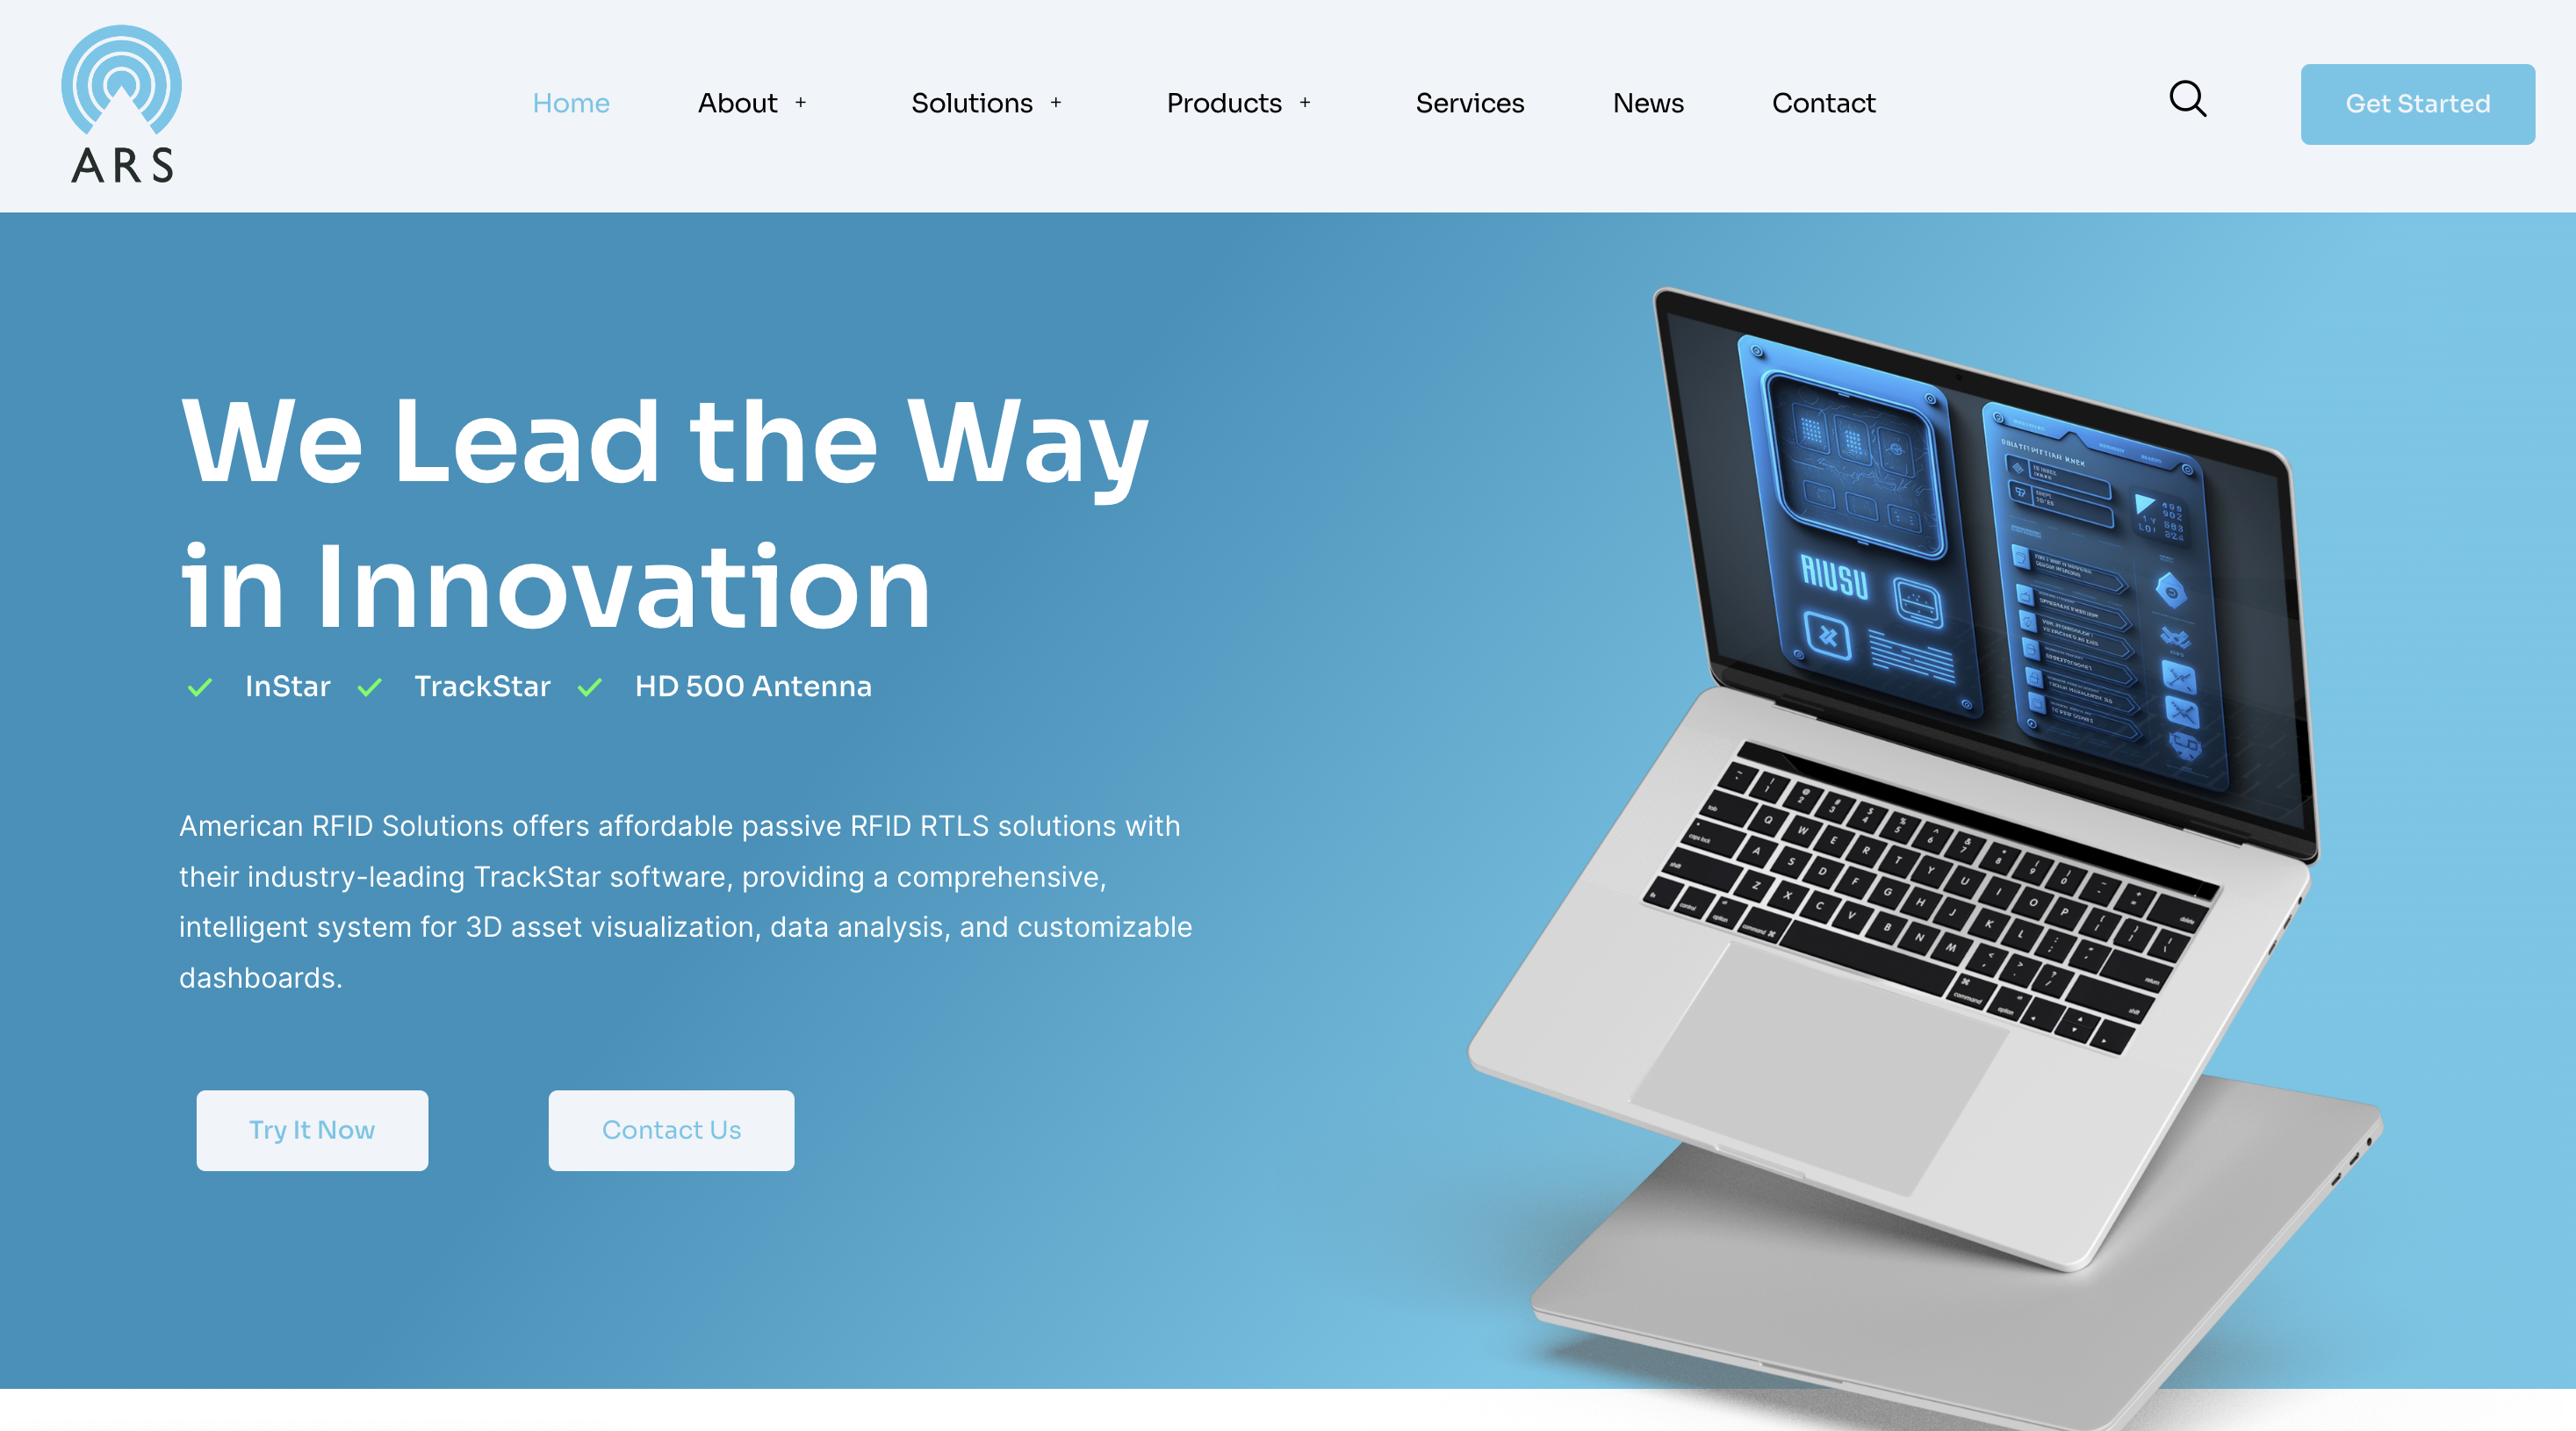 ARS
Home
About +
Solutions +
Products +
Services
News
Contact
Get Started
We Lead the Way
in Innovation
InStar
TrackStar
HD 500 Antenna
American RFID Solutions offers affordable passive RFID RTLS solutions with
their industry-leading TrackStar software, providing a comprehensive,
intelligent system for 3D asset visualization, data analysis, and customizable
dashboards.
Try It Now
Contact Us